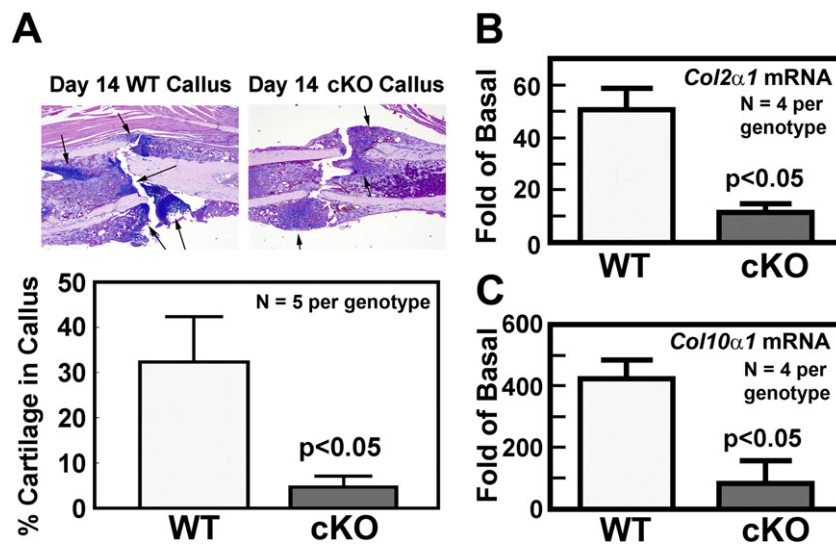 A
Day 14 WT Callus
Day 14 cKO Callus
% Cartilage in Callus
50
40
30
20
10
0
N = 5 per genotype
p<0.05
WT
cKO
B
Fold of Basal
60
40
20
0
Col2α1 mRNA
N = 4 per
genotype
p<0.05
WT
cKO
C
Fold of Basal
600
400
200
0
Col10α1 mRNA
N = 4 per
genotype
p<0.05
WT
cKO